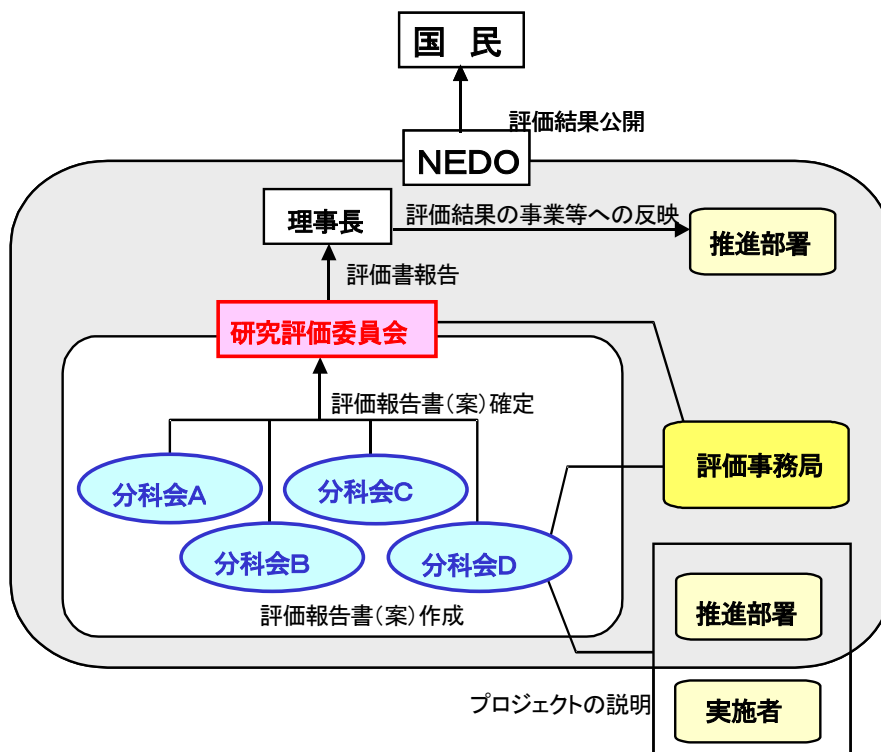 国 民
評価結果公開
NEDO
理事長
評価結果の事業等への反映
推進部署
評価書報告
研究評価委員会
評価報告書(案)確定
評価事務局
分科会A
分科会C
分科会B
分科会D
評価報告書(案)作成
推進部署
プロジェクトの説明
実施者